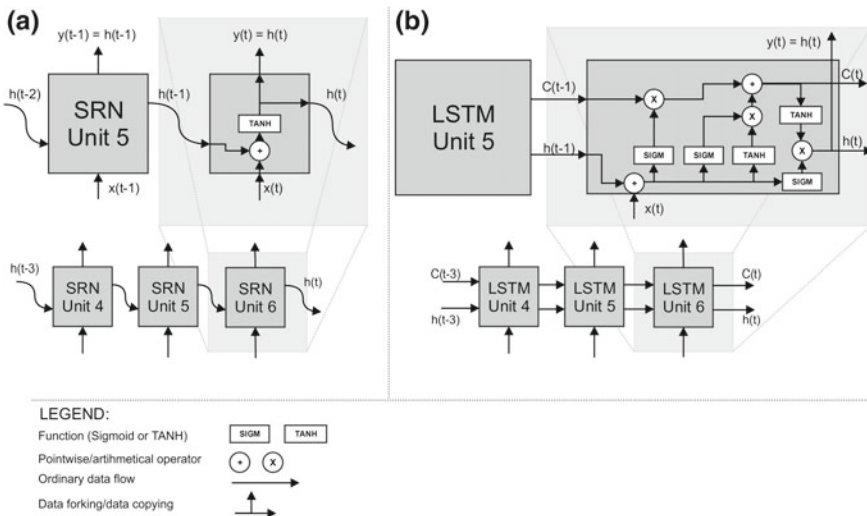 (a)
y(t-1) = h(t-1)
y(t) = h(t)
h(t-2)
SRN
Unit 5
h(t-1)
TANH
+
h(t)
x(t-1)
x(t)
h(t-3)
SRN
Unit 4
SRN
Unit 5
SRN
Unit 6
h(t)
(b)
y(t) = h(t)
LSTM
Unit 5
C(t-1)
h(t-1)
X
+
C(t)
X
TANH
X
h(t)
SIGM
SIGM
TANH
SIGM
+
x(t)
C(t-3)
h(t-3)
LSTM
Unit 4
LSTM
Unit 5
LSTM
Unit 6
C(t)
h(t)
LEGEND:
Function (Sigmoid or TANH)
SIGM
TANH
Pointwise/artihmetical operator
+
X
Ordinary data flow
Data forking/data copying